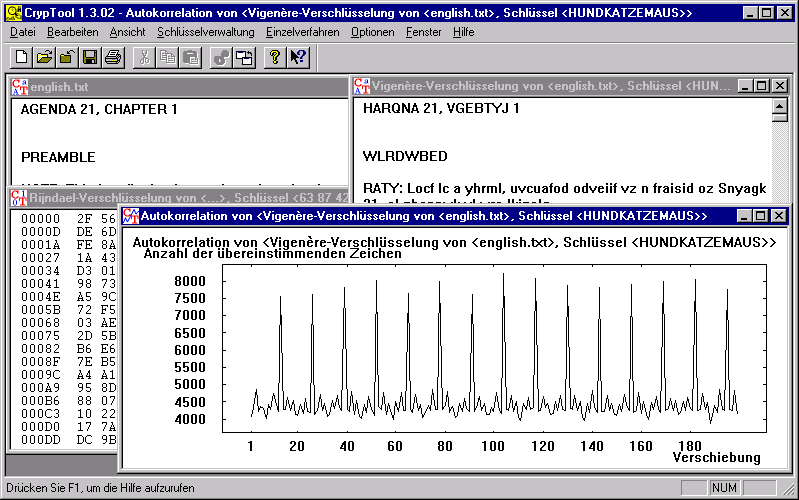 CrypTool 1.3.02 - Autokorrelation von <Vigenère-Verschlüsselung von <english.txt>, Schlüssel <HUNDKATZEMAUS>>
Datei Bearbeiten Ansicht Schlüsselverwaltung Einzelverfahren Optionen Fenster Hilfe
english.txt
AGENDA 21, CHAPTER 1
PREAMBLE
Vigenère-Verschlüsselung von <english.txt>, Schlüssel <HUN...
HARQNA 21, VGEBTYJ 1
WLRDWBED
RATY: Locf lc a yhrml, uvcuafod odveiif vz n fraisid oz Snyagk
Rijndael-Verschlüsselung von <...>, Schlüssel <63 87 42
00000 2F 56
0000D DE 6D
0001A FE 8A
00027 1A 43
00034 D3 01
00041 98 73
0004E A5 9C
0005B 72 F5
00068 03 AE
00075 2D 5B
00082 B6 E6
0008F 7E B5
0009C A4 A1
000A9 95 8D
000B6 88 07
000C3 10 22
000D0 17 7A
000DD DC 9B
Autokorrelation von <Vigenère-Verschlüsselung von <english.txt>, Schlüssel <HUNDKATZEMAUS>>
Autokorrelation von <Vigenère-Verschlüsselung von <english.txt>, Schlüssel <HUNDKATZEMAUS>>
Anzahl der übereinstimmenden Zeichen
8000
7500
7000
6500
6000
5500
5000
4500
4000
1 20 40 60 80 100 120 140 160 180
Verschiebung
Drücken Sie F1, um die Hilfe aufzurufen
NUM